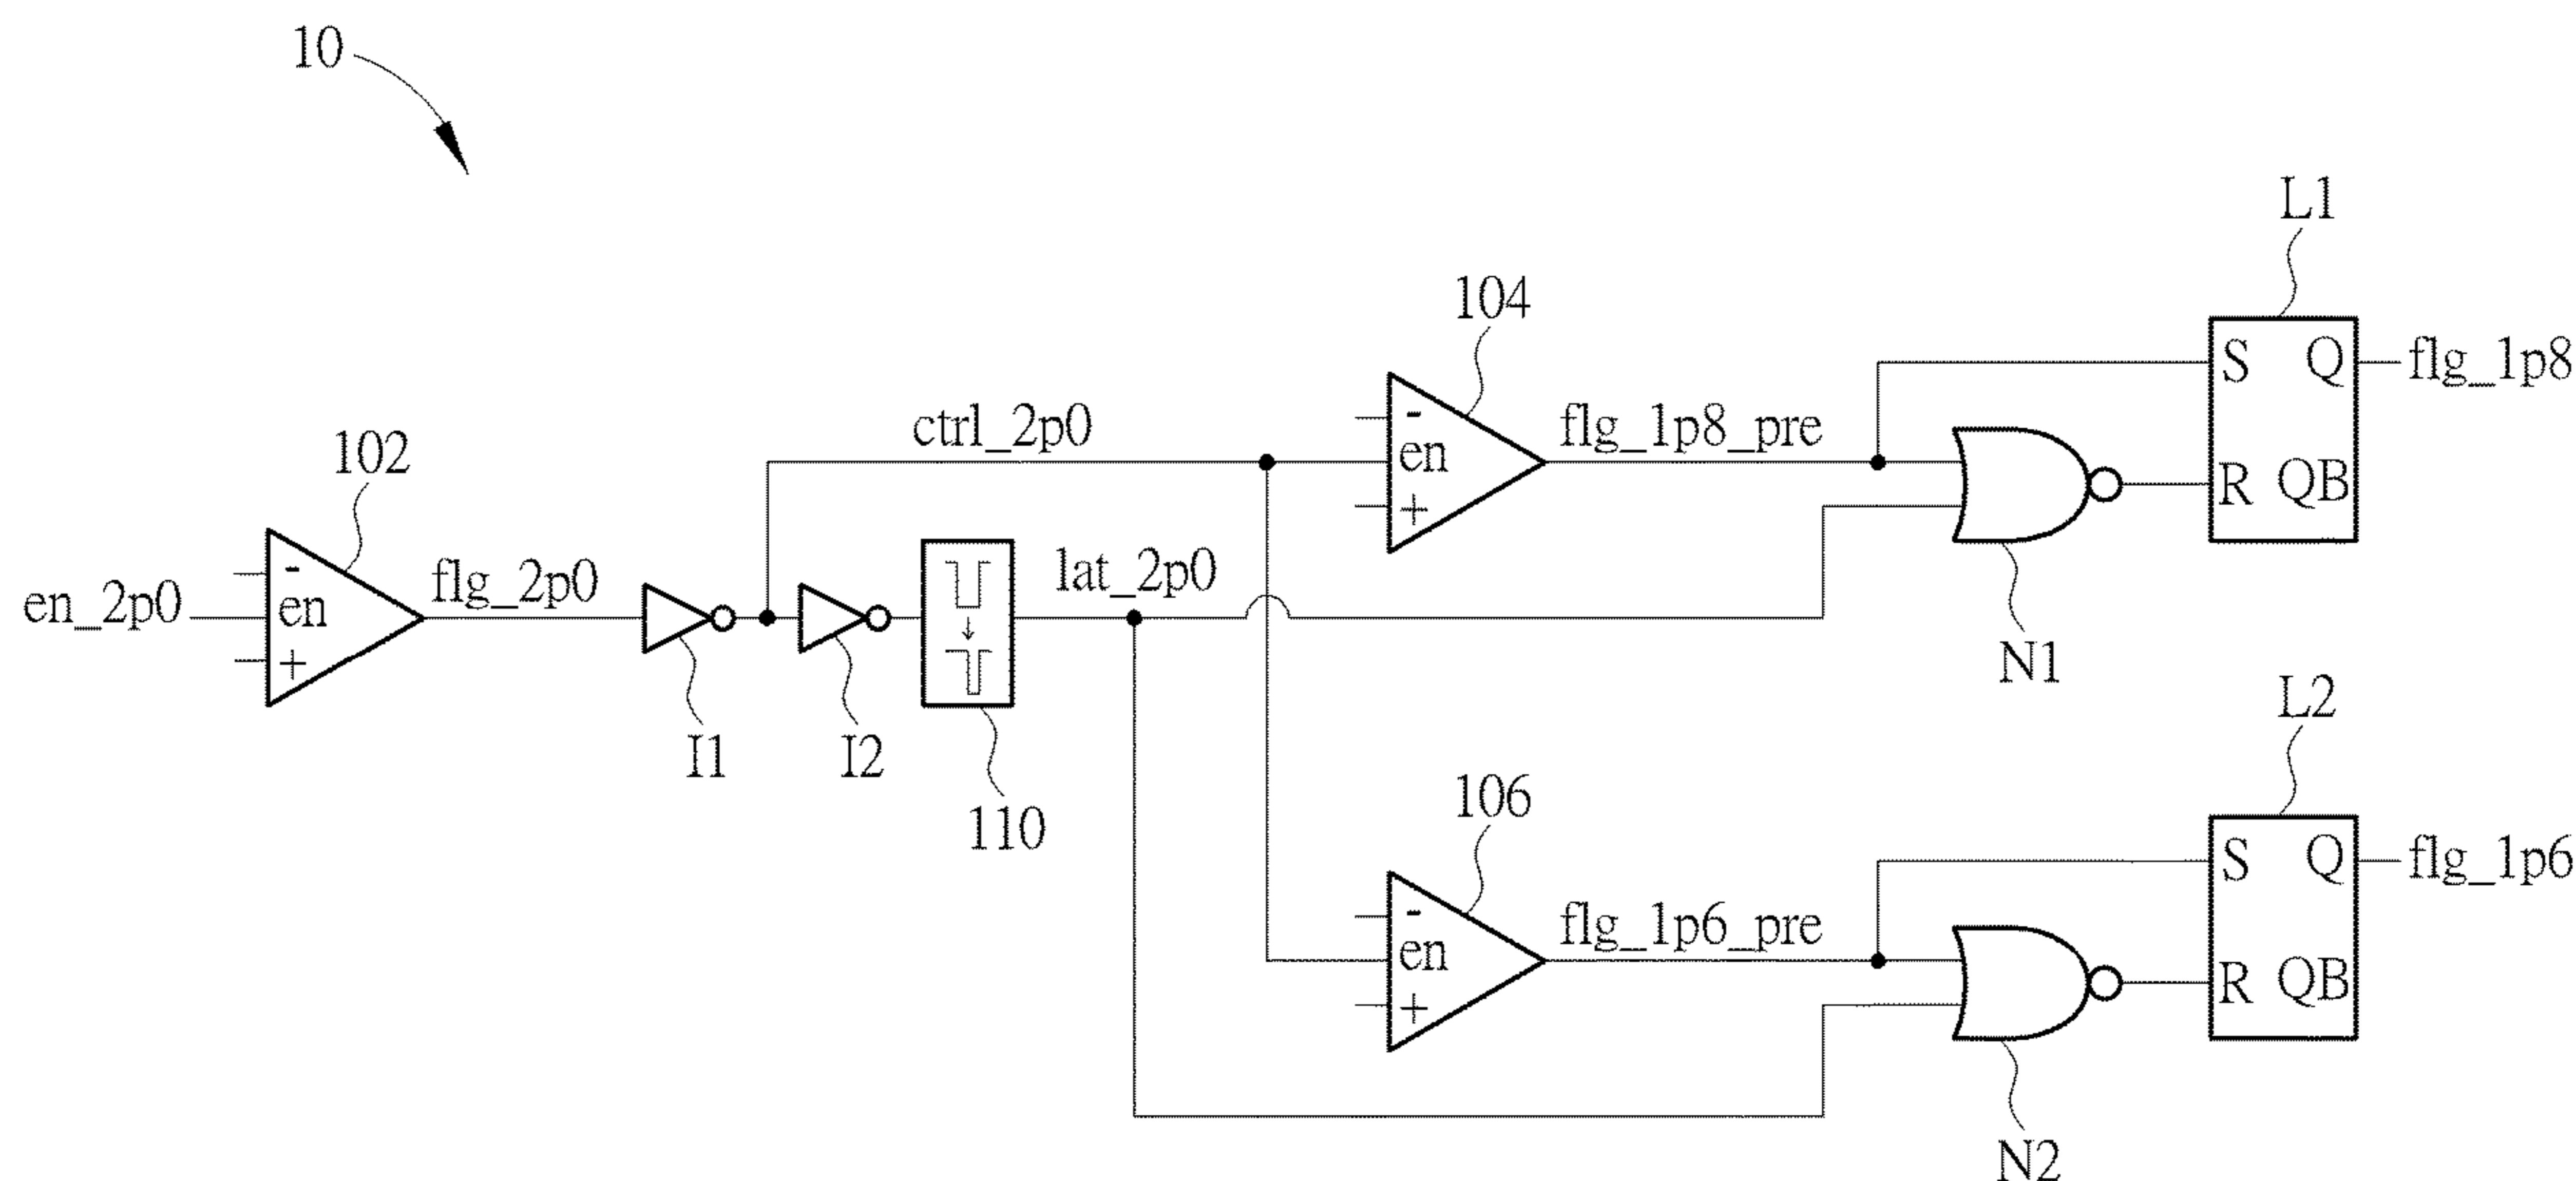 10
L1
104
S Q flg_1p8
ctrl_2p0
flg_1p8_pre
-
en
+
102
R QB
en_2p0
-
en
+
flg_2p0
lat_2p0
N1
I1
I2
110
L2
106
S Q flg_1p6
flg_1p6_pre
-
en
+
R QB
N2